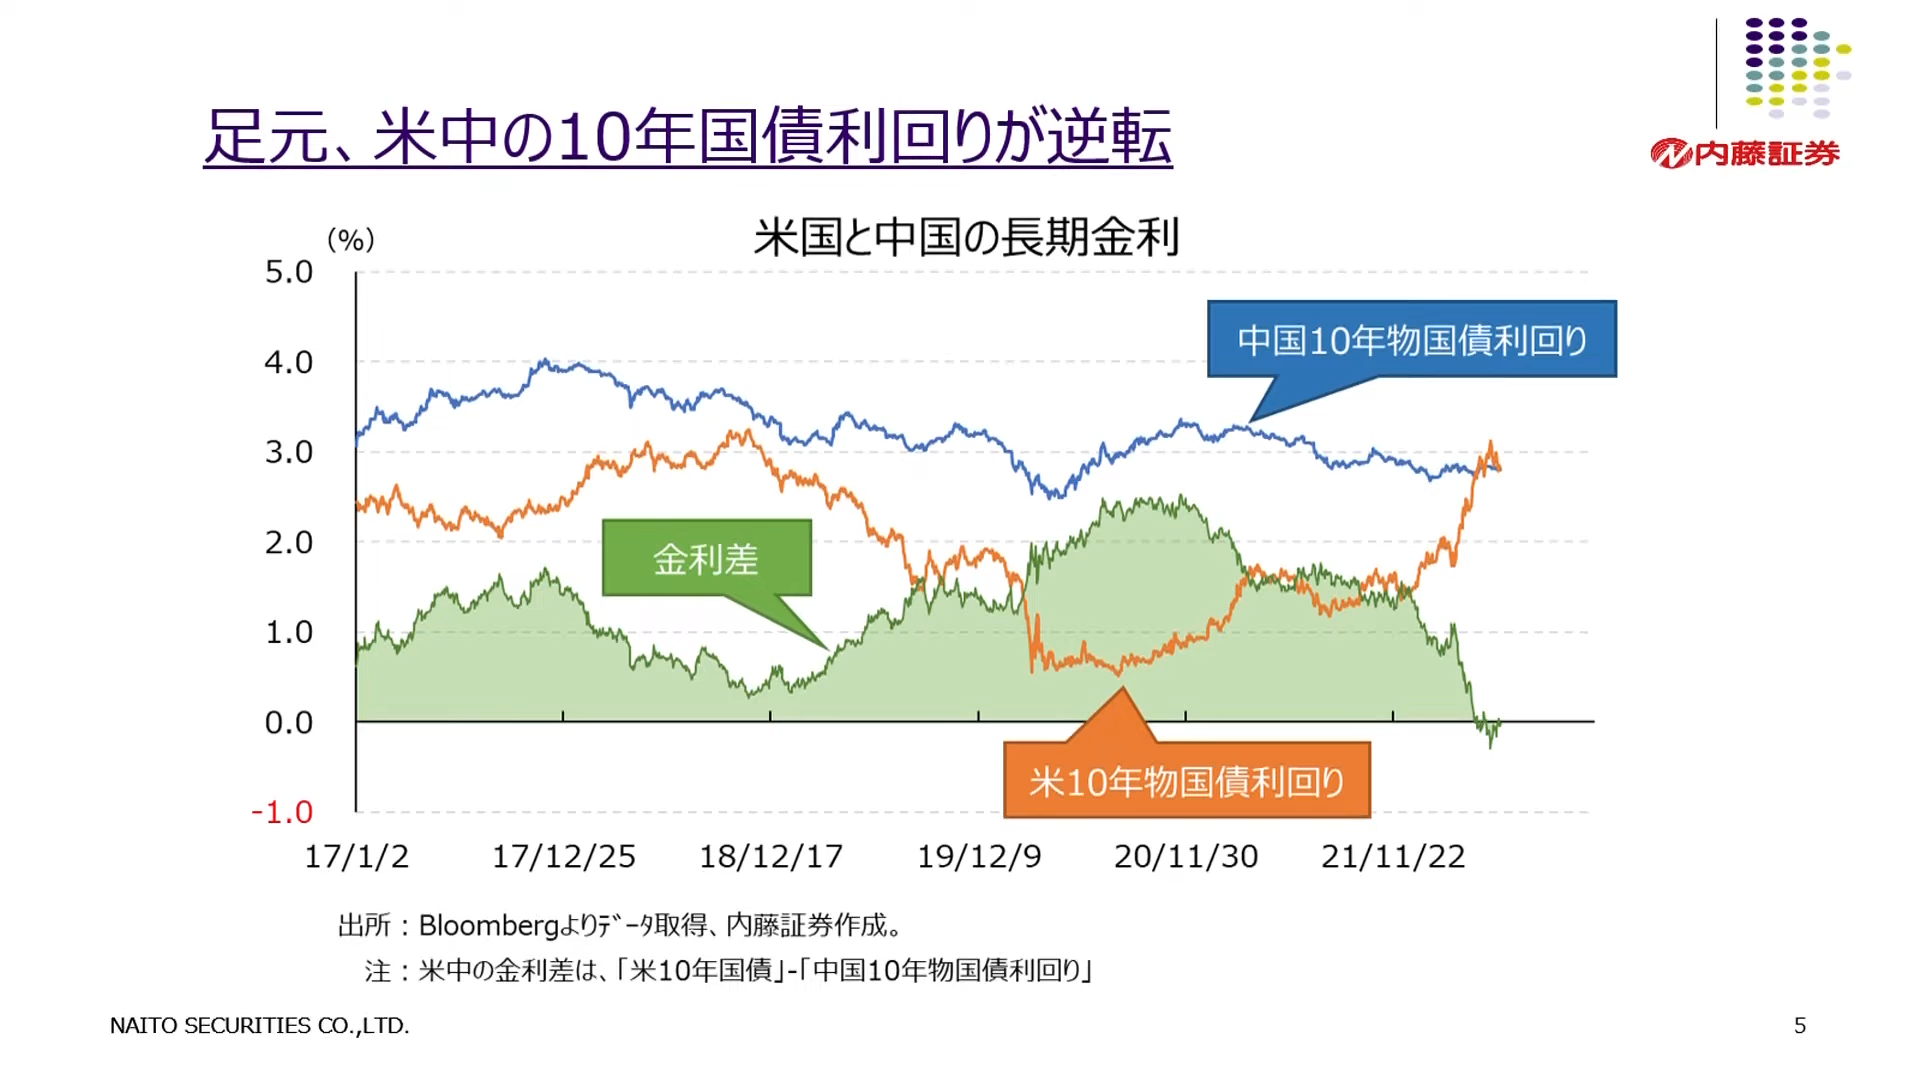 内藤証券
足元、米中の10年国債利回りが逆転
米国と中国の長期金利
(%)
5.0
4.0
3.0
2.0
1.0
0.0
-1.0
中国10年物国債利回り
金利差
米10年物国債利回り
17/1/2 17/12/25 18/12/17 19/12/9 20/11/30 21/11/22
出所：Bloombergよりﾃﾞｰﾀ取得、内藤証券作成。
注：米中の金利差は、「米10年国債」-「中国10年物国債利回り」
NAITO SECURITIES CO.,LTD.
5